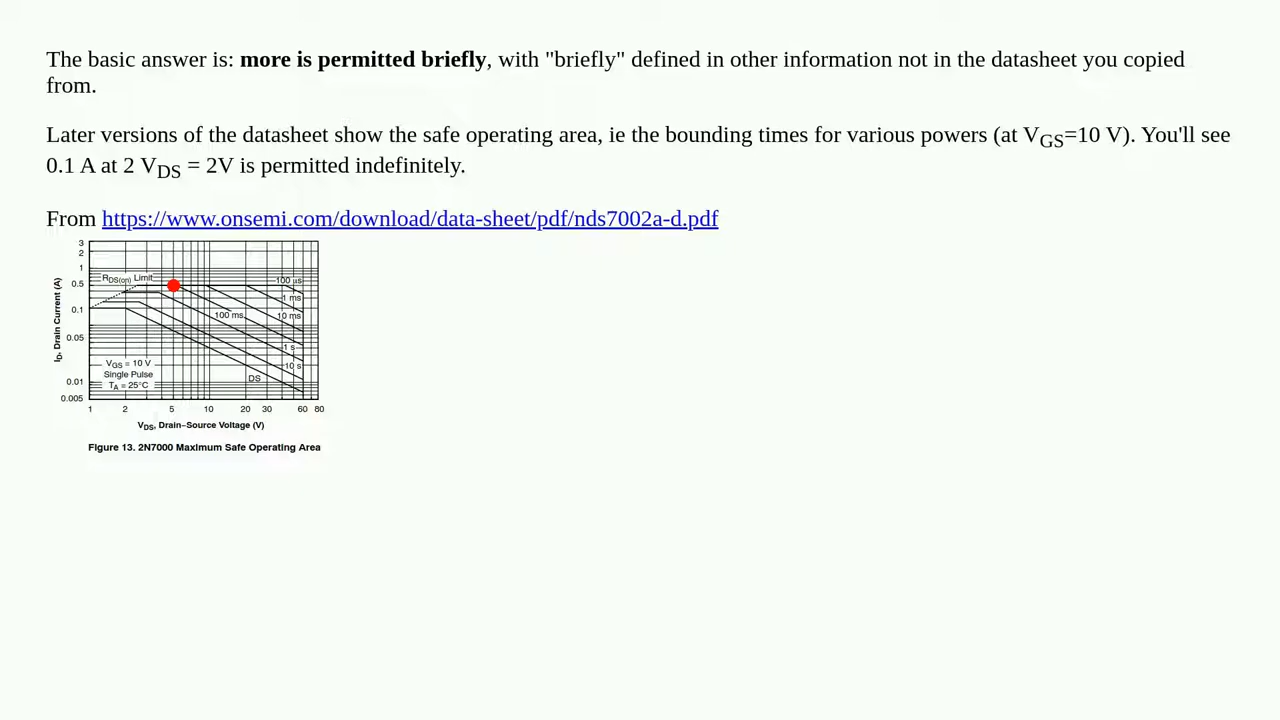 The basic answer is: more is permitted briefly, with "briefly" defined in other information not in the datasheet you copied
from.
Later versions of the datasheet show the safe operating area, ie the bounding times for various powers (at VGS=10 V). You'll see
0.1 A at 2 VDS = 2V is permitted indefinitely.
From https://www.onsemi.com/download/data-sheet/pdf/nds7002a-d.pdf
3
2
1
0.5
0.1
0.05
0.01
0.005
ID, Drain Current (A)
RDS(on) Limit
100 µs
1 ms
10 ms
100 ms
1 s
10 s
DS
VGS = 10 V
Single Pulse
TA = 25°C
1 2 5 10 20 30 60 80
VDS, Drain−Source Voltage (V)
Figure 13. 2N7000 Maximum Safe Operating Area